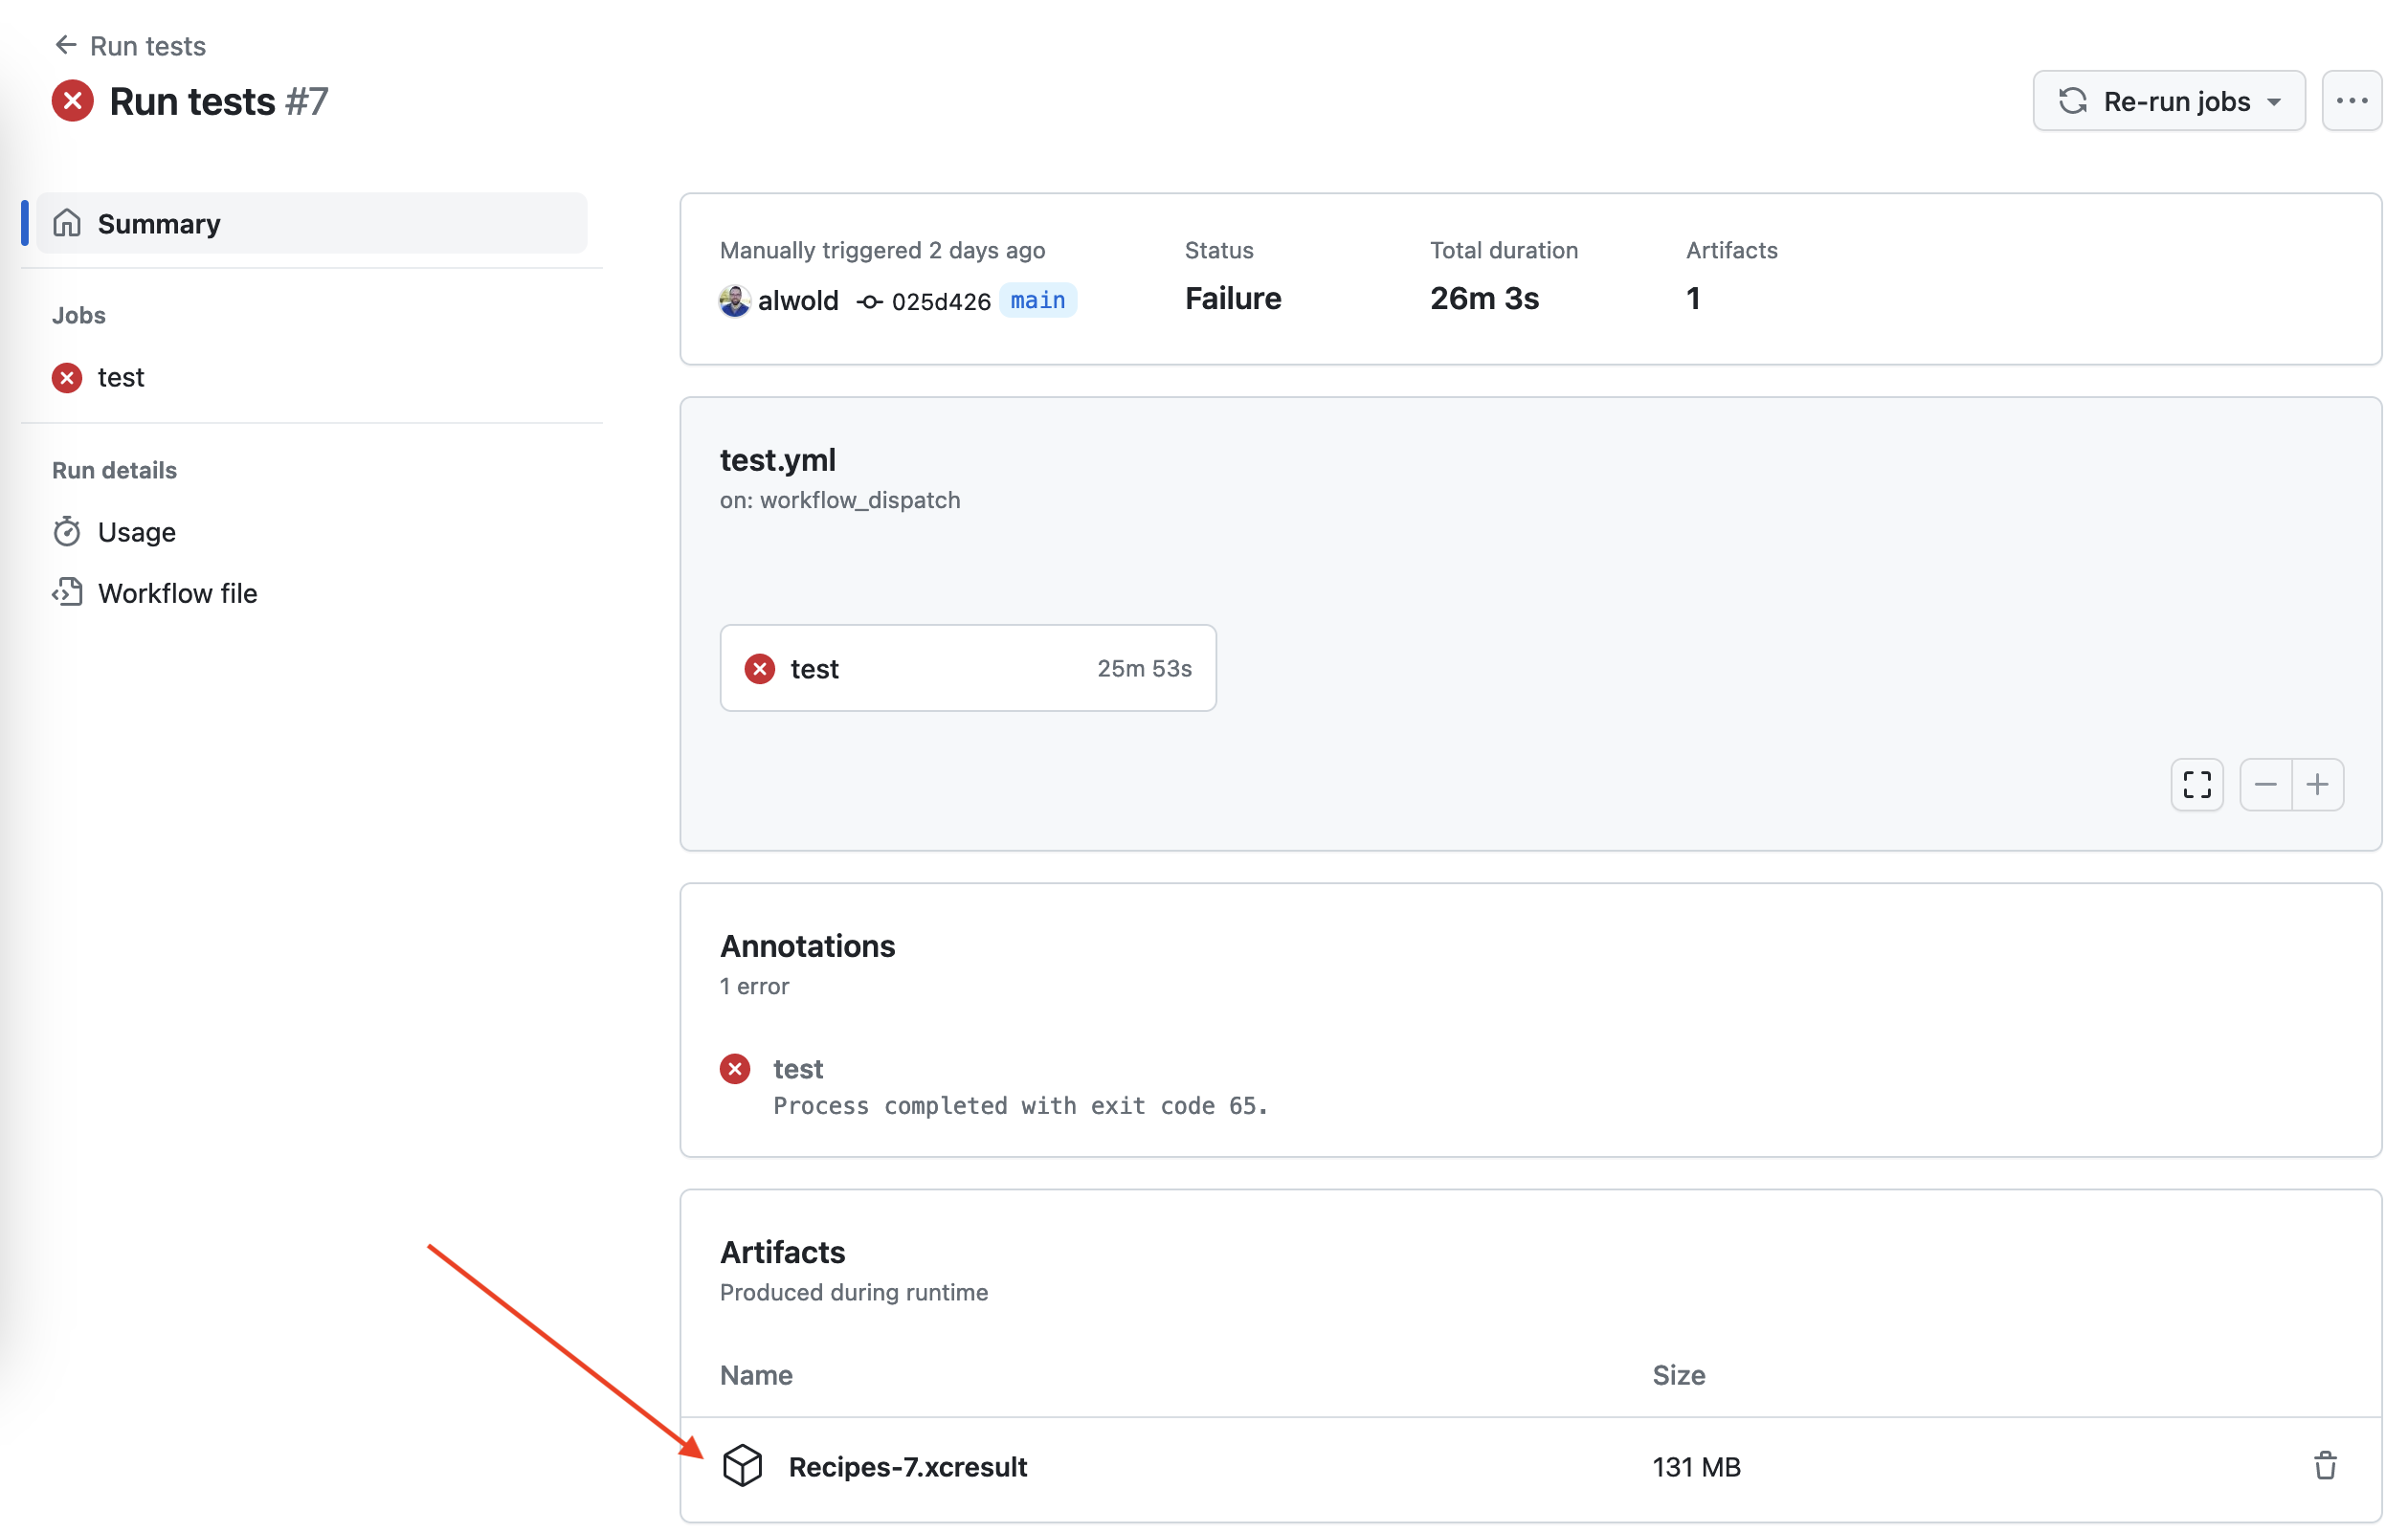 Run tests
Run tests #7
Re-run jobs
Summary
Jobs
test
Run details
Usage
Workflow file
Manually triggered 2 days ago
alwold 025d426 main
Status
Failure
Total duration
26m 3s
Artifacts
1
test.yml
on: workflow_dispatch
test 25m 53s
Annotations
1 error
test
Process completed with exit code 65.
Artifacts
Produced during runtime
Name Size
Recipes-7.xcresult 131 MB